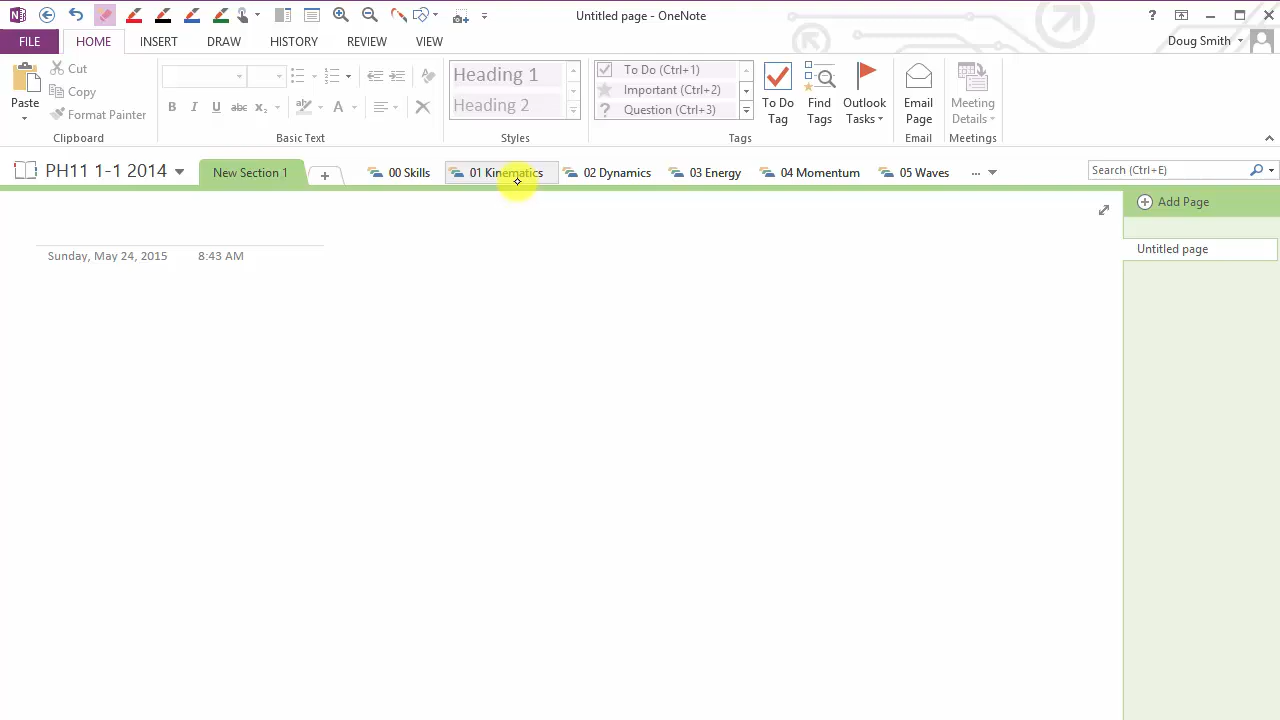 Untitled page - OneNote
?
Doug Smith
FILE HOME INSERT DRAW HISTORY REVIEW VIEW
Paste
Cut
Copy
Format Painter
Clipboard
B I U abc x₂ A
Basic Text
Heading 1
Heading 2
Styles
To Do (Ctrl+1)
Important (Ctrl+2)
? Question (Ctrl+3)
To Do Tag
Find Tags
Outlook Tasks
Tags
Email Page
Email
Meeting Details
Meetings
PH11 1-1 2014
New Section 1
+
00 Skills
01 Kinematics
02 Dynamics
03 Energy
04 Momentum
05 Waves
...
Search (Ctrl+E)
Add Page
Untitled page
Sunday, May 24, 2015 8:43 AM